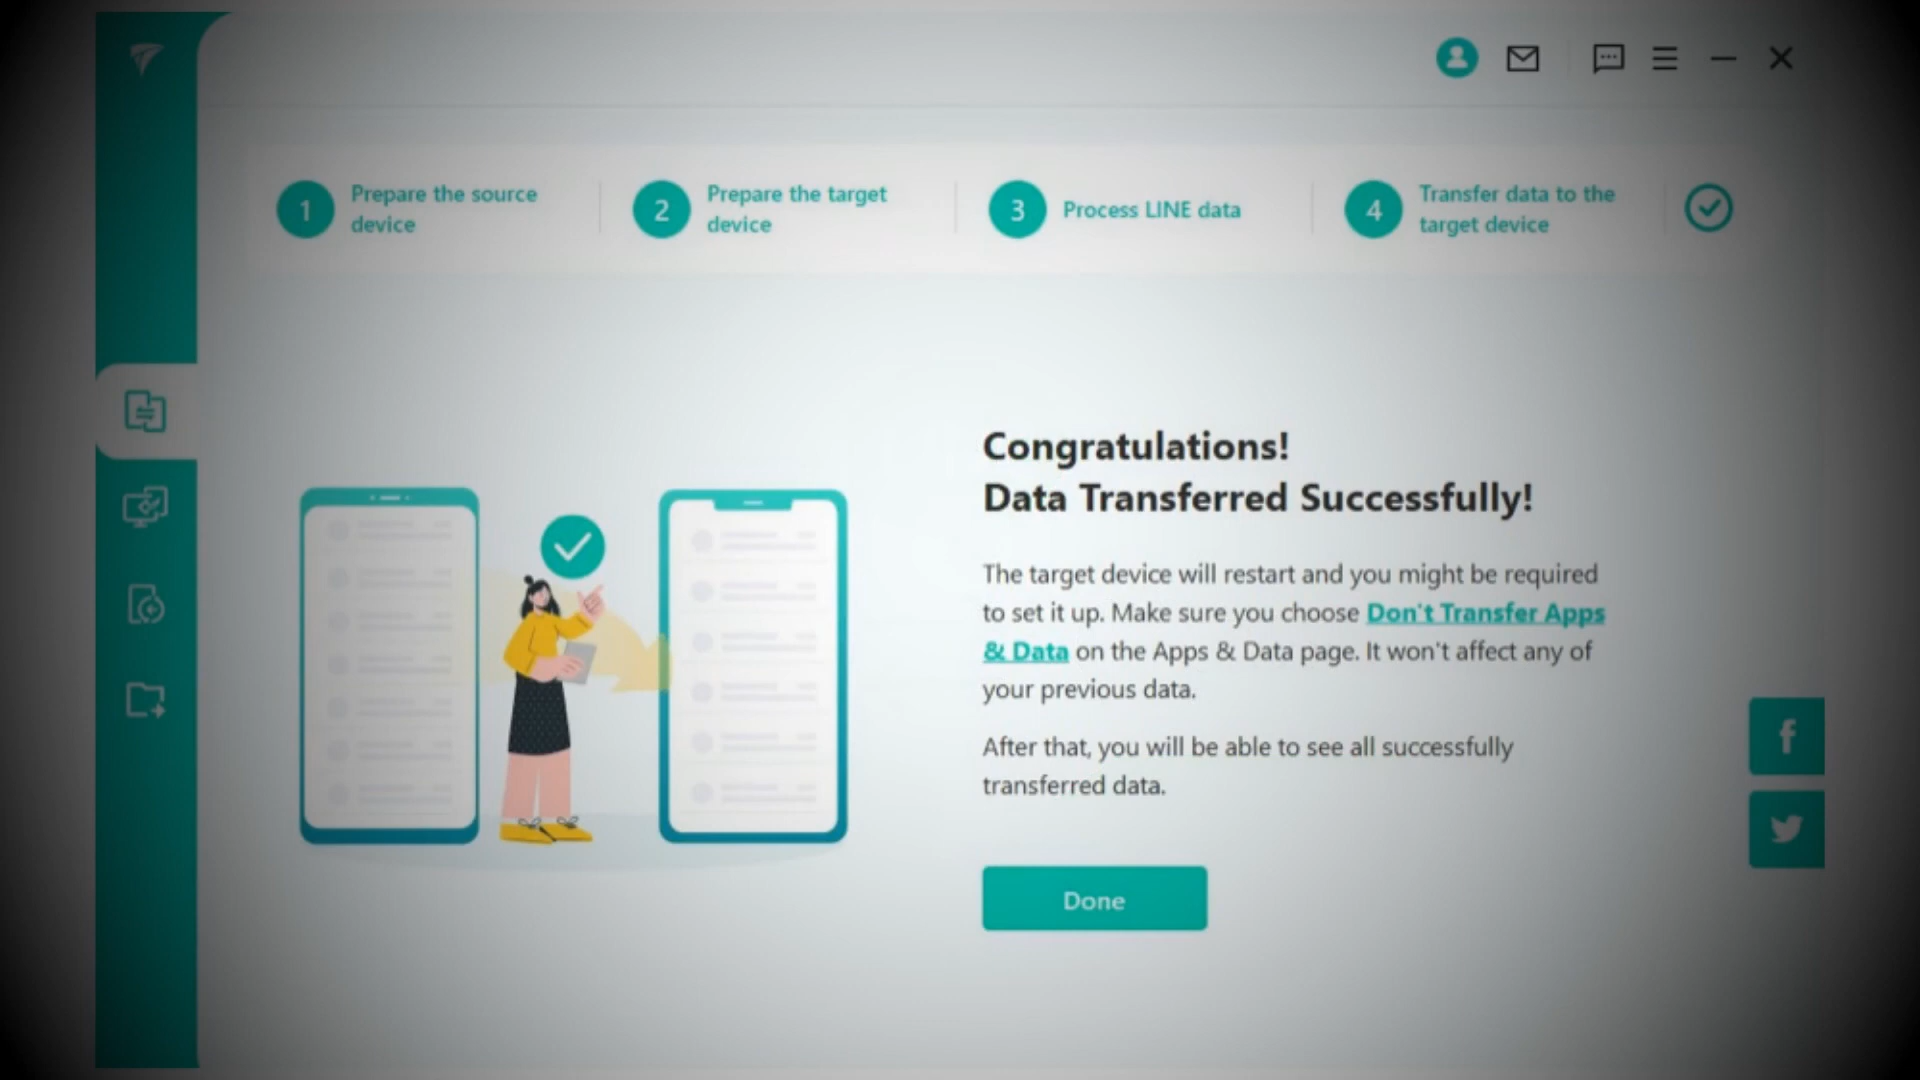 1 Prepare the source
device
2 Prepare the target
device
3 Process LINE data
4 Transfer data to the
target device
Congratulations!
Data Transferred Successfully!
The target device will restart and you might be required
to set it up. Make sure you choose Don't Transfer Apps
& Data on the Apps & Data page. It won't affect any of
your previous data.
After that, you will be able to see all successfully
transferred data.
Done